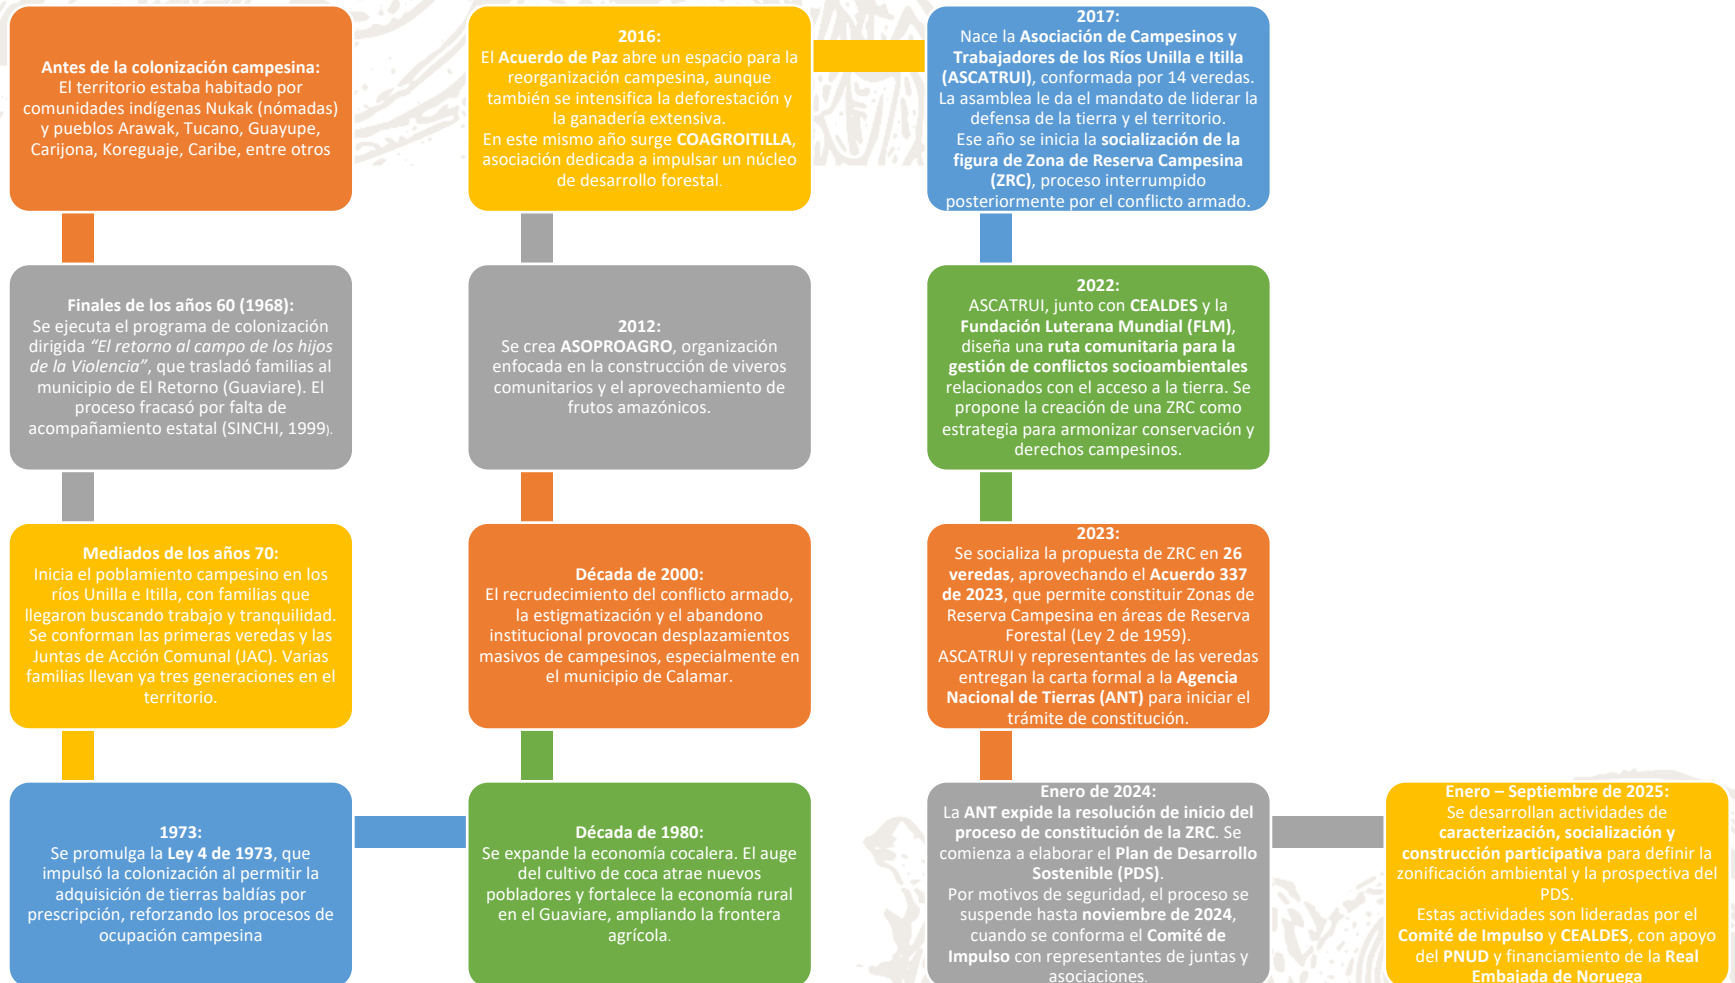 Antes de la colonización campesina:
El territorio estaba habitado por
comunidades indígenas Nukak (nómadas)
y pueblos Arawak, Tucano, Guayupe,
Carijona, Koreguaje, Caribe, entre otros
Finales de los años 60 (1968):
Se ejecuta el programa de colonización
dirigida “El retorno al campo de los hijos
de la Violencia”, que trasladó familias al
municipio de El Retorno (Guaviare). El
proceso fracasó por falta de
acompañamiento estatal (SINCHI, 1999).
Mediados de los años 70:
Inicia el poblamiento campesino en los
ríos Unilla e Itilla, con familias que
llegaron buscando trabajo y tranquilidad.
Se conforman las primeras veredas y las
Juntas de Acción Comunal (JAC). Varias
familias llevan ya tres generaciones en el
territorio.
1973:
Se promulga la Ley 4 de 1973, que
impulsó la colonización al permitir la
adquisición de tierras baldías por
prescripción, reforzando los procesos de
ocupación campesina
Década de 1980:
Se expande la economía cocalera. El auge
del cultivo de coca atrae nuevos
pobladores y fortalece la economía rural
en el Guaviare, ampliando la frontera
agrícola.
Década de 2000:
El recrudecimiento del conflicto armado,
la estigmatización y el abandono
institucional provocan desplazamientos
masivos de campesinos, especialmente en
el municipio de Calamar.
2012:
Se crea ASOPROAGRO, organización
enfocada en la construcción de viveros
comunitarios y el aprovechamiento de
frutos amazónicos.
2016:
El Acuerdo de Paz abre un espacio para la
reorganización campesina, aunque
también se intensifica la deforestación y
la ganadería extensiva.
En este mismo año surge COAGROITILLA,
asociación dedicada a impulsar un núcleo
de desarrollo forestal.
2017:
Nace la Asociación de Campesinos y
Trabajadores de los Ríos Unilla e Itilla
(ASCATRUI), conformada por 14 veredas.
La asamblea le da el mandato de liderar la
defensa de la tierra y el territorio.
Ese año se inicia la socialización de la
figura de Zona de Reserva Campesina
(ZRC), proceso interrumpido
posteriormente por el conflicto armado.
2022:
ASCATRUI, junto con CEALDES y la
Fundación Luterana Mundial (FLM),
diseña una ruta comunitaria para la
gestión de conflictos socioambientales
relacionados con el acceso a la tierra. Se
propone la creación de una ZRC como
estrategia para armonizar conservación y
derechos campesinos.
2023:
Se socializa la propuesta de ZRC en 26
veredas, aprovechando el Acuerdo 337
de 2023, que permite constituir Zonas de
Reserva Campesina en áreas de Reserva
Forestal (Ley 2 de 1959).
ASCATRUI y representantes de las veredas
entregan la carta formal a la Agencia
Nacional de Tierras (ANT) para iniciar el
trámite de constitución.
Enero de 2024:
La ANT expide la resolución de inicio del
proceso de constitución de la ZRC. Se
comienza a elaborar el Plan de Desarrollo
Sostenible (PDS).
Por motivos de seguridad, el proceso se
suspende hasta noviembre de 2024,
cuando se conforma el Comité de
Impulso con representantes de juntas y
asociaciones.
Enero – Septiembre de 2025:
Se desarrollan actividades de
caracterización, socialización y
construcción participativa para definir la
zonificación ambiental y la prospectiva del
PDS.
Estas actividades son lideradas por el
Comité de Impulso y CEALDES, con apoyo
del PNUD y financiamiento de la Real
Embajada de Noruega